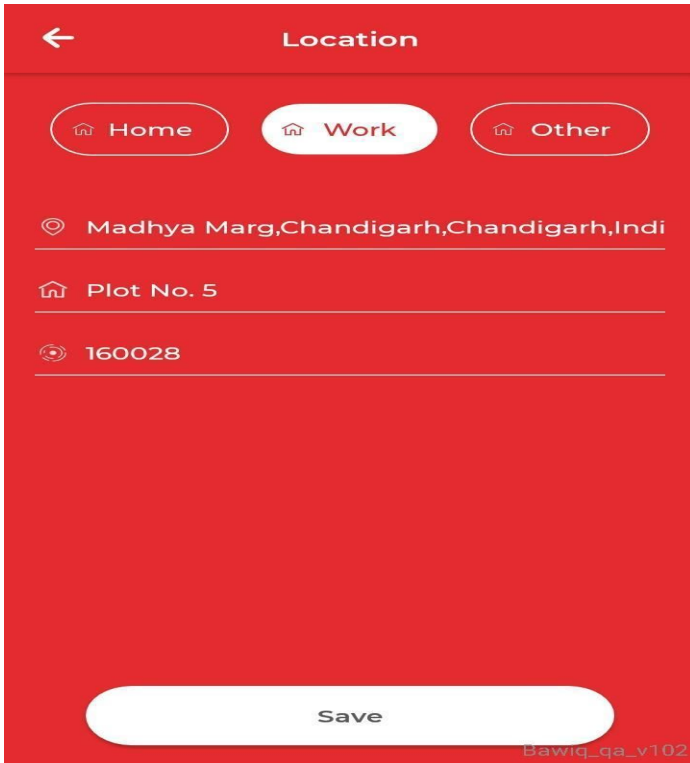 Location
Home Work Other
Madhya Marg,Chandigarh,Chandigarh,Indi
Plot No. 5
160028
Save
Bawiq_qa_v102